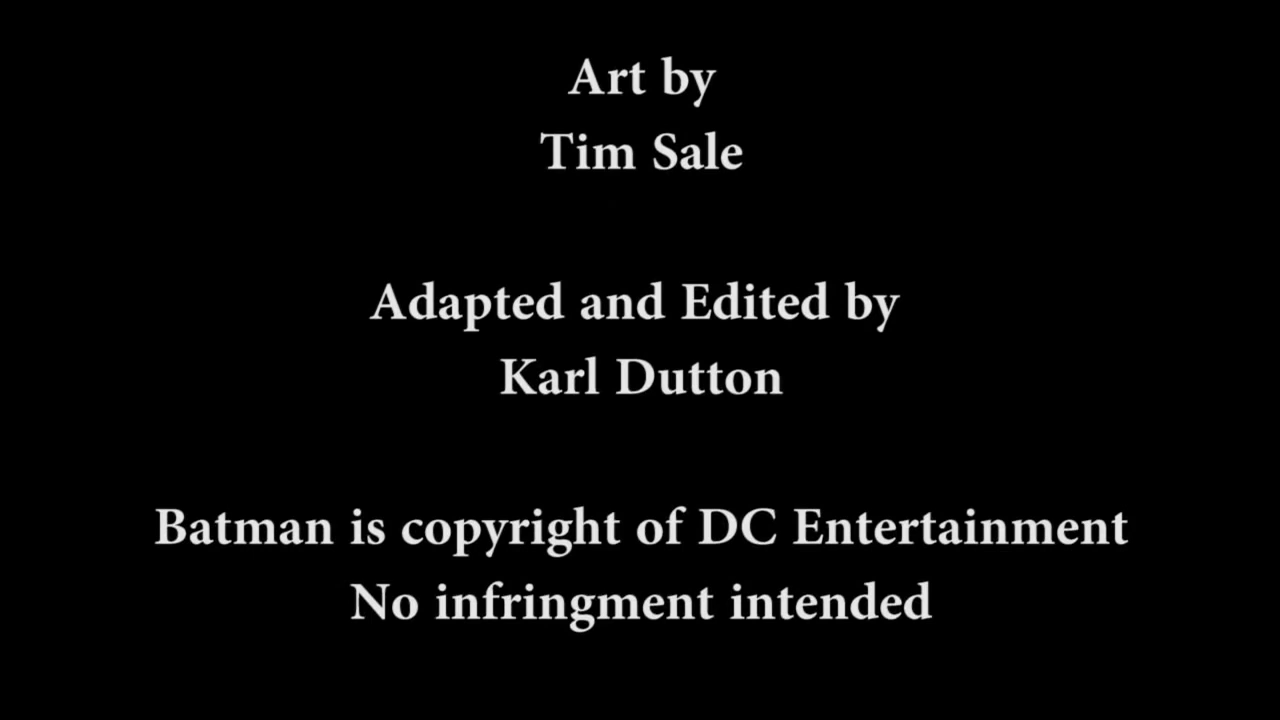 Art by
Tim Sale
Adapted and Edited by
Karl Dutton
Batman is copyright of DC Entertainment
No infringment intended